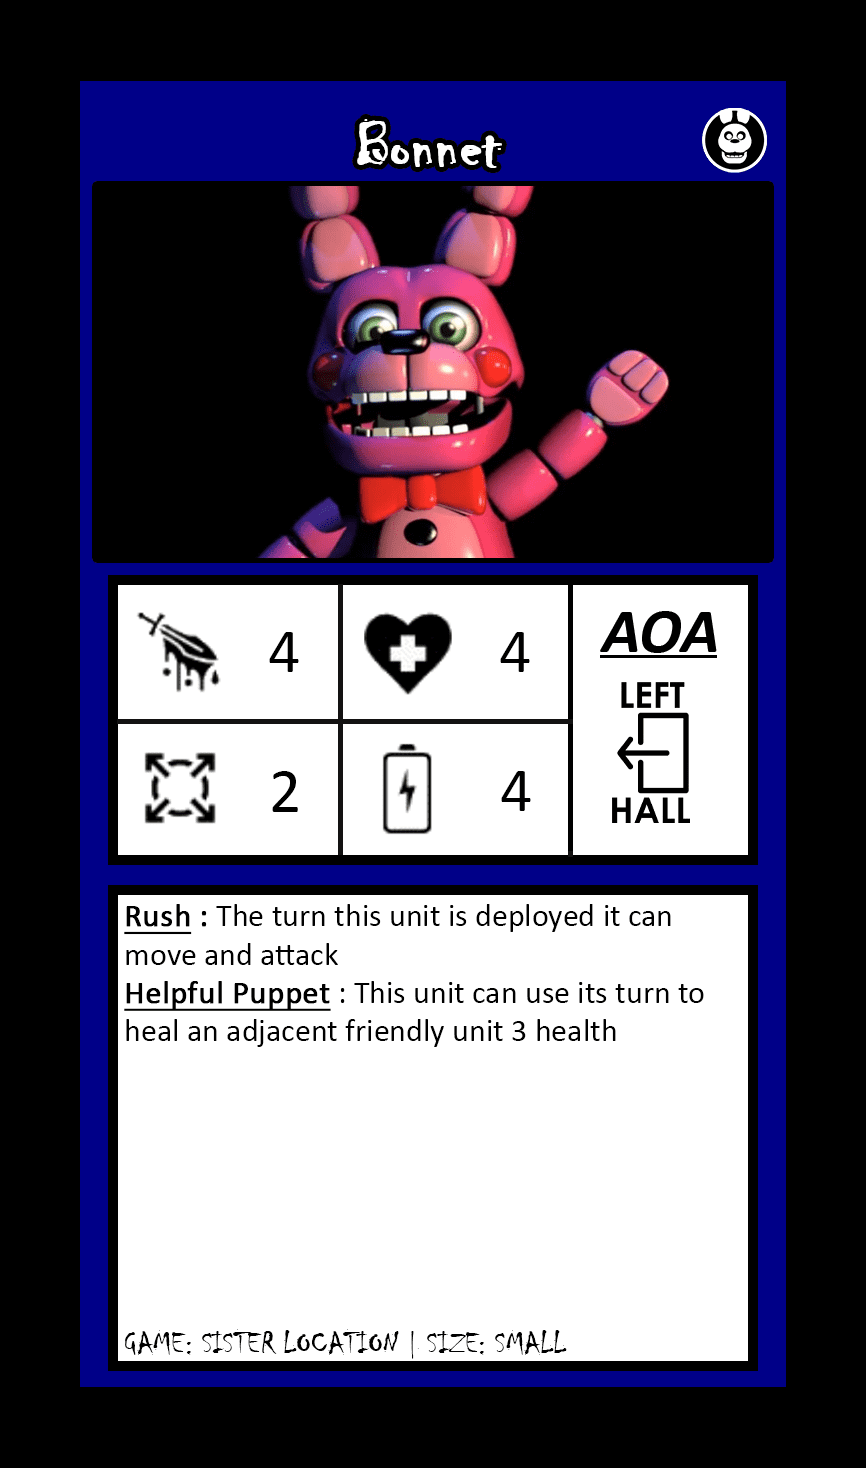 Bonnet
4
4
AOA
LEFT
HALL
2
4
Rush : The turn this unit is deployed it can
move and attack
Helpful Puppet : This unit can use its turn to
heal an adjacent friendly unit 3 health
GAME: SISTER LOCATION | SIZE: SMALL